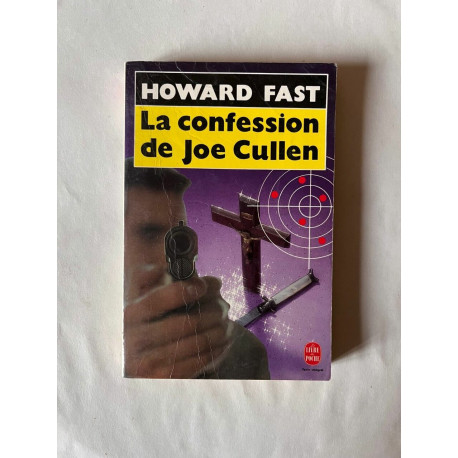 HOWARD FAST
La confession
de Joe Cullen
LE LIVRE
DE
POCHE